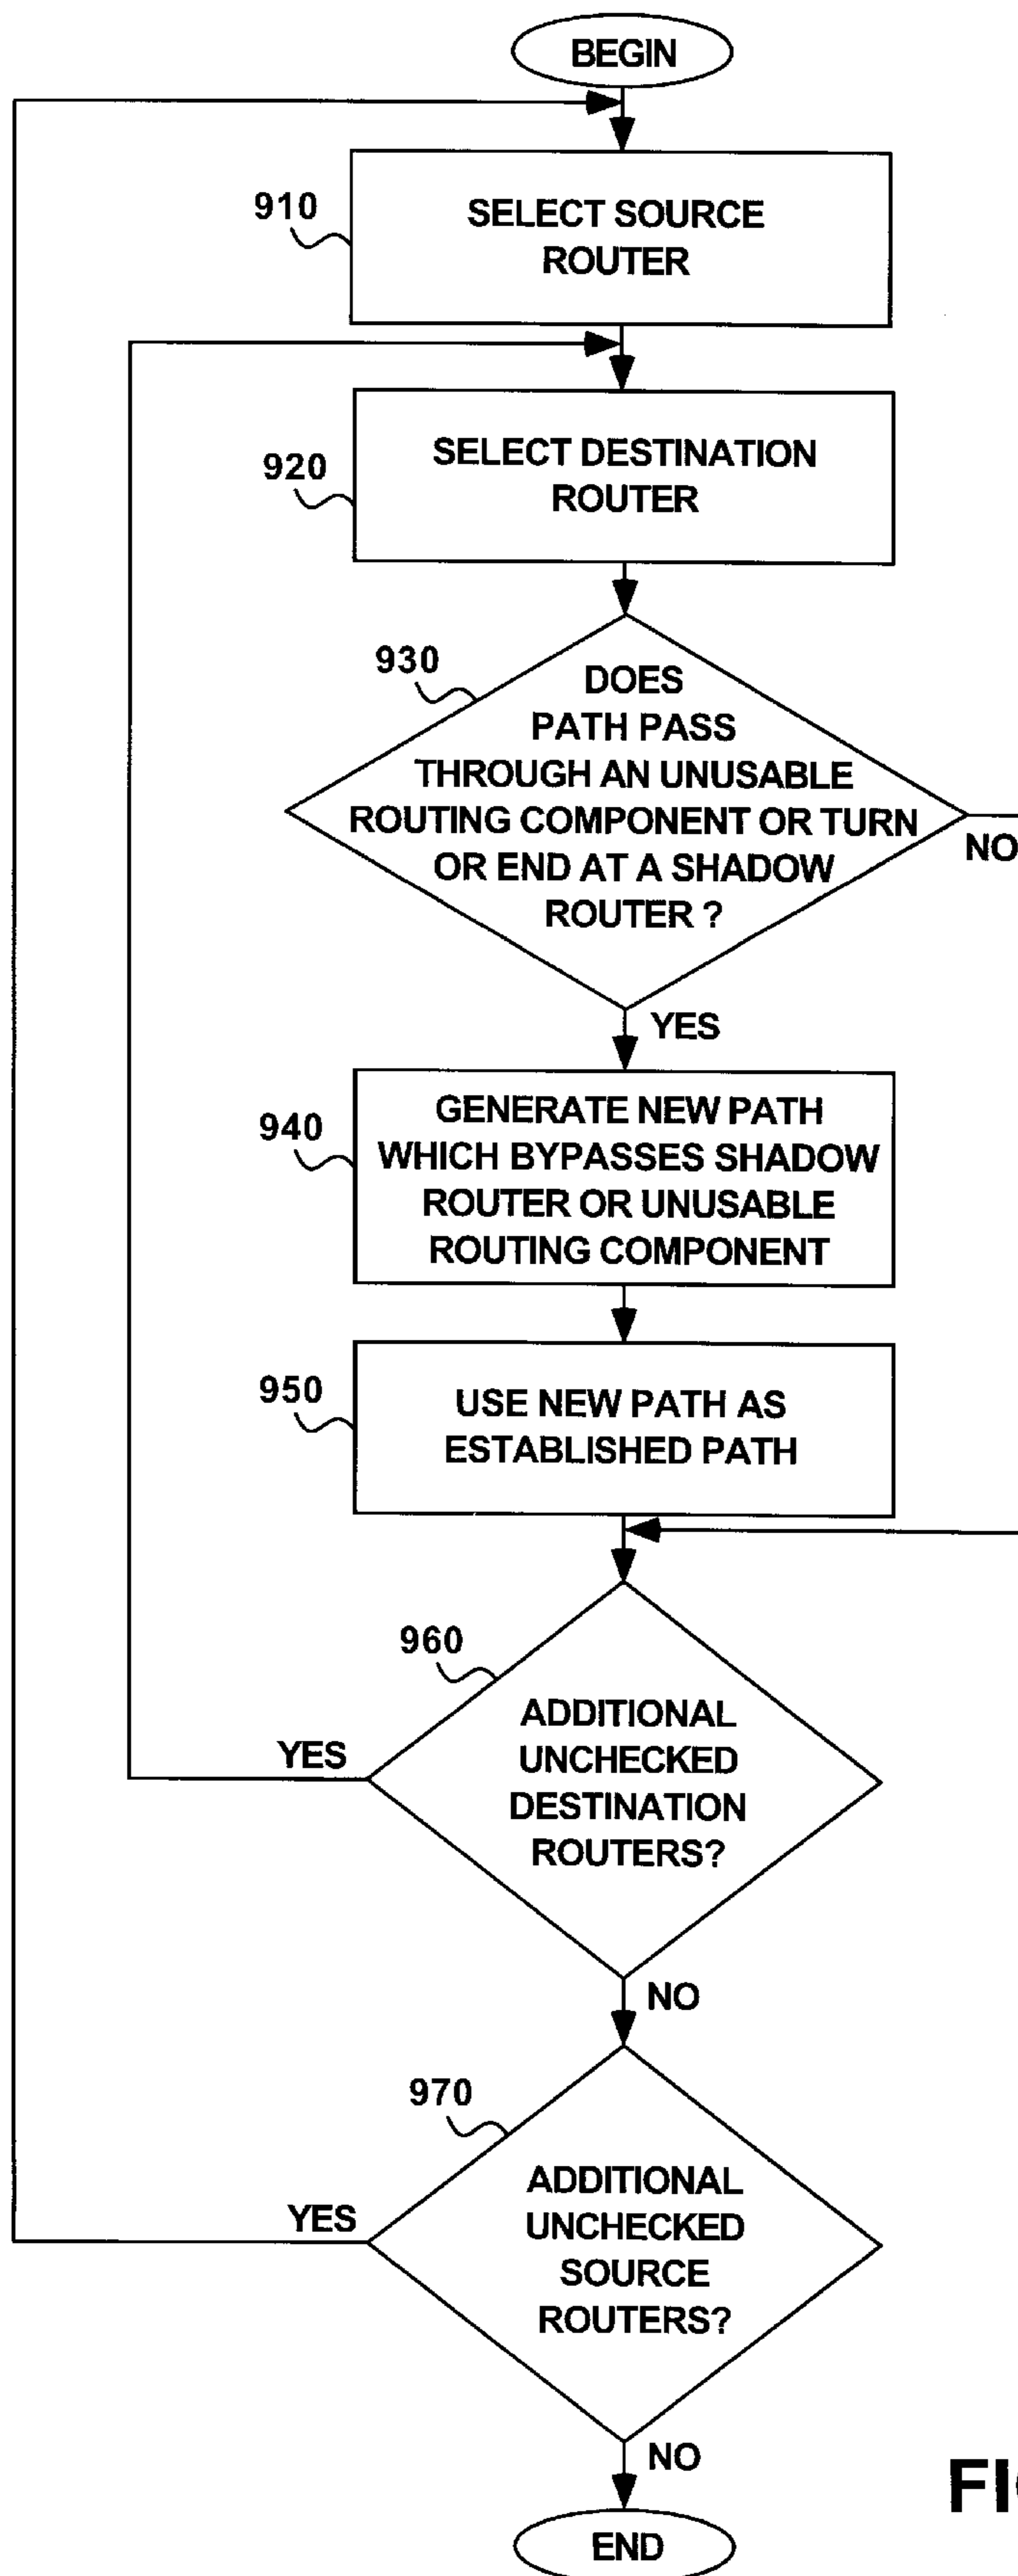 BEGIN
910
SELECT SOURCE
ROUTER
920
SELECT DESTINATION
ROUTER
930
DOES
PATH PASS
THROUGH AN UNUSABLE
ROUTING COMPONENT OR TURN
OR END AT A SHADOW
ROUTER ?
NO
YES
940
GENERATE NEW PATH
WHICH BYPASSES SHADOW
ROUTER OR UNUSABLE
ROUTING COMPONENT
950
USE NEW PATH AS
ESTABLISHED PATH
960
ADDITIONAL
UNCHECKED
DESTINATION
ROUTERS?
YES
NO
970
ADDITIONAL
UNCHECKED
SOURCE
ROUTERS?
YES
NO
END